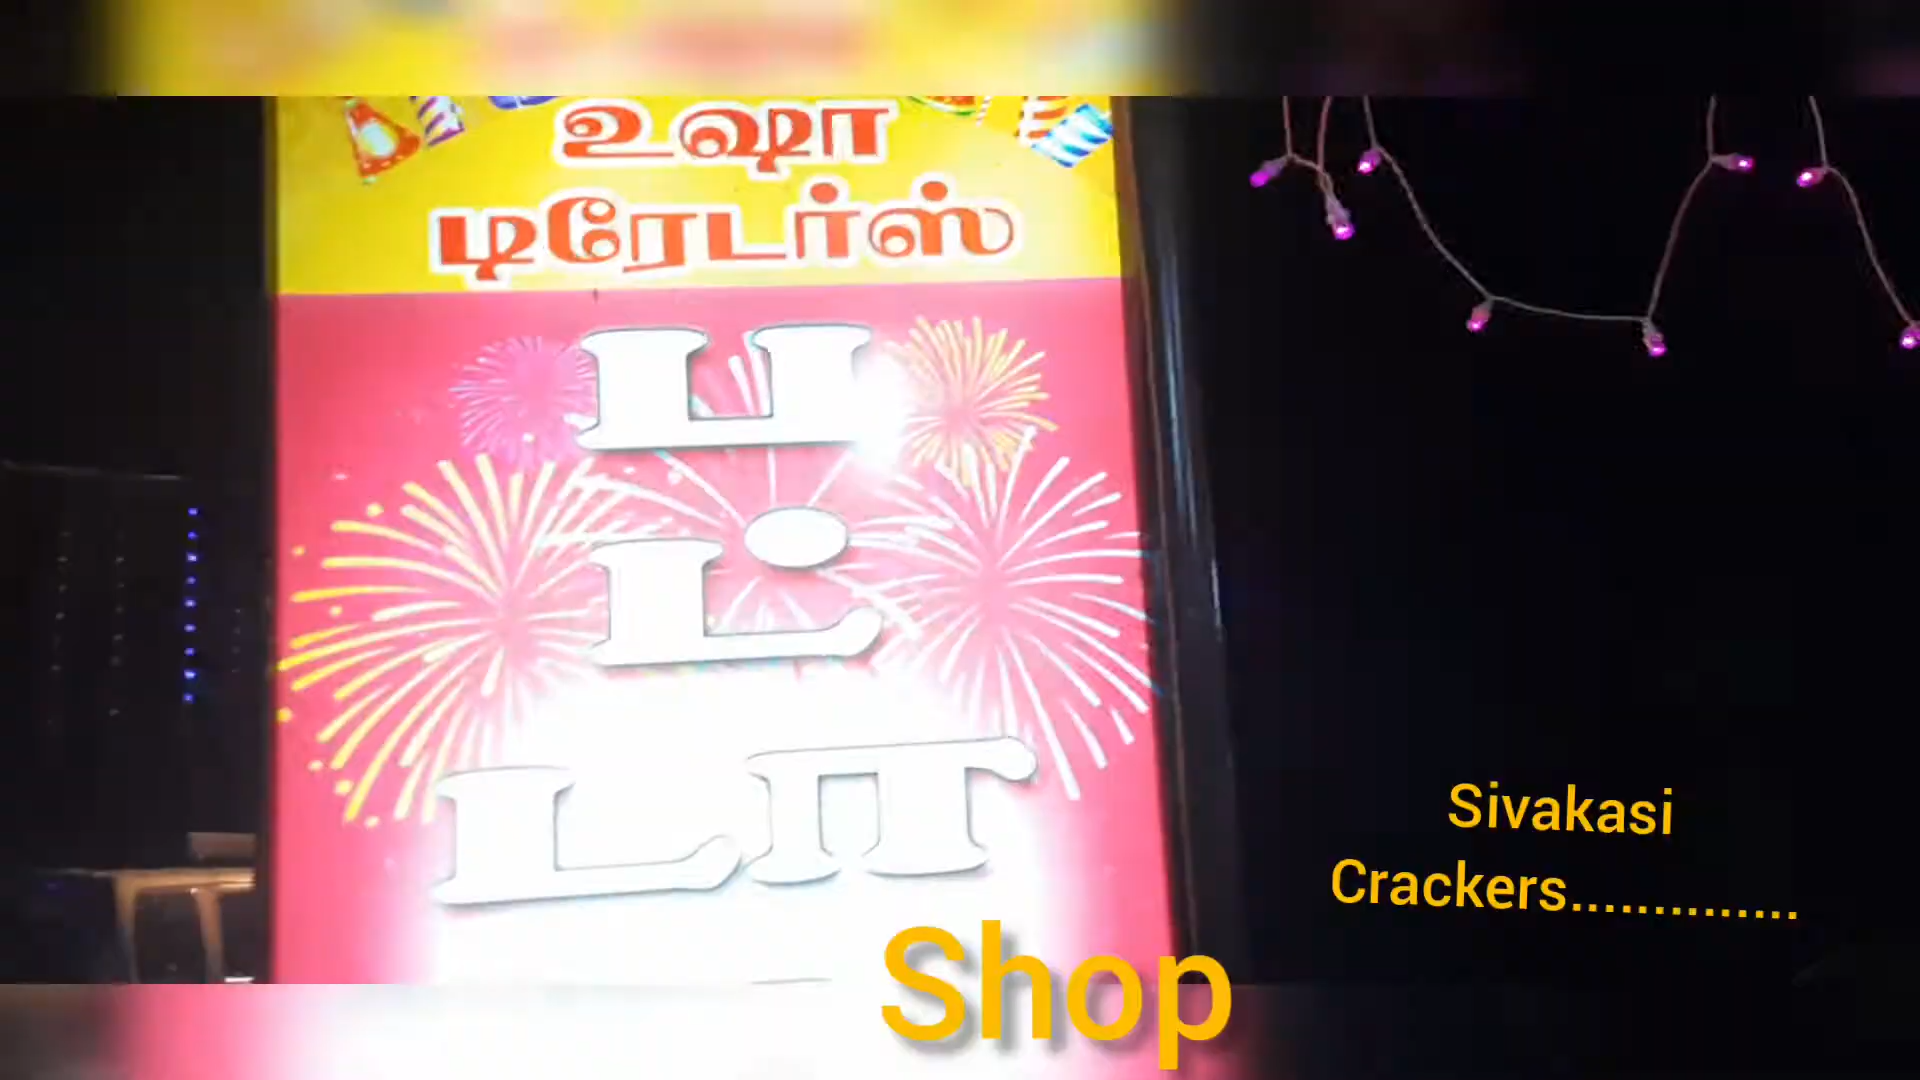 உஷா
டிரேடர்ஸ்
ப
ட்
டா
Sivakasi
Crackers..............
Shop